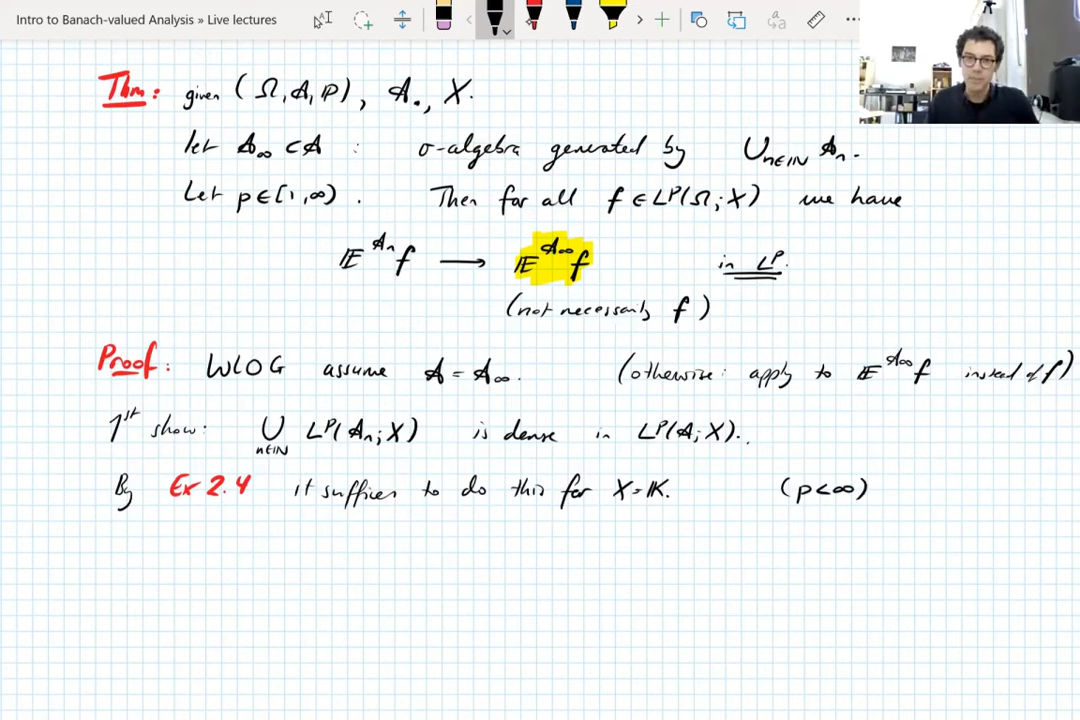 Intro to Banach-valued Analysis » Live lectures
Thm: given (Ω, 𝒜, ℙ), 𝒜•, X.
let 𝒜∞ ⊂ 𝒜 : σ-algebra generated by ∪n∈ℕ 𝒜n.
Let p∈[1,∞). Then for all f ∈ Lᵖ(Ω; X) we have
𝔼^𝒜n f ⟶ 𝔼^𝒜∞ f in Lᵖ.
(not necessarily f)
Proof: WLOG assume 𝒜 = 𝒜∞. (otherwise: apply to 𝔼^𝒜∞ f instead of f)
1st show: ∪n∈ℕ Lᵖ(𝒜n; X) is dense in Lᵖ(𝒜; X).
By Ex 2.4 it suffices to do this for X = 𝕂. (p<∞)